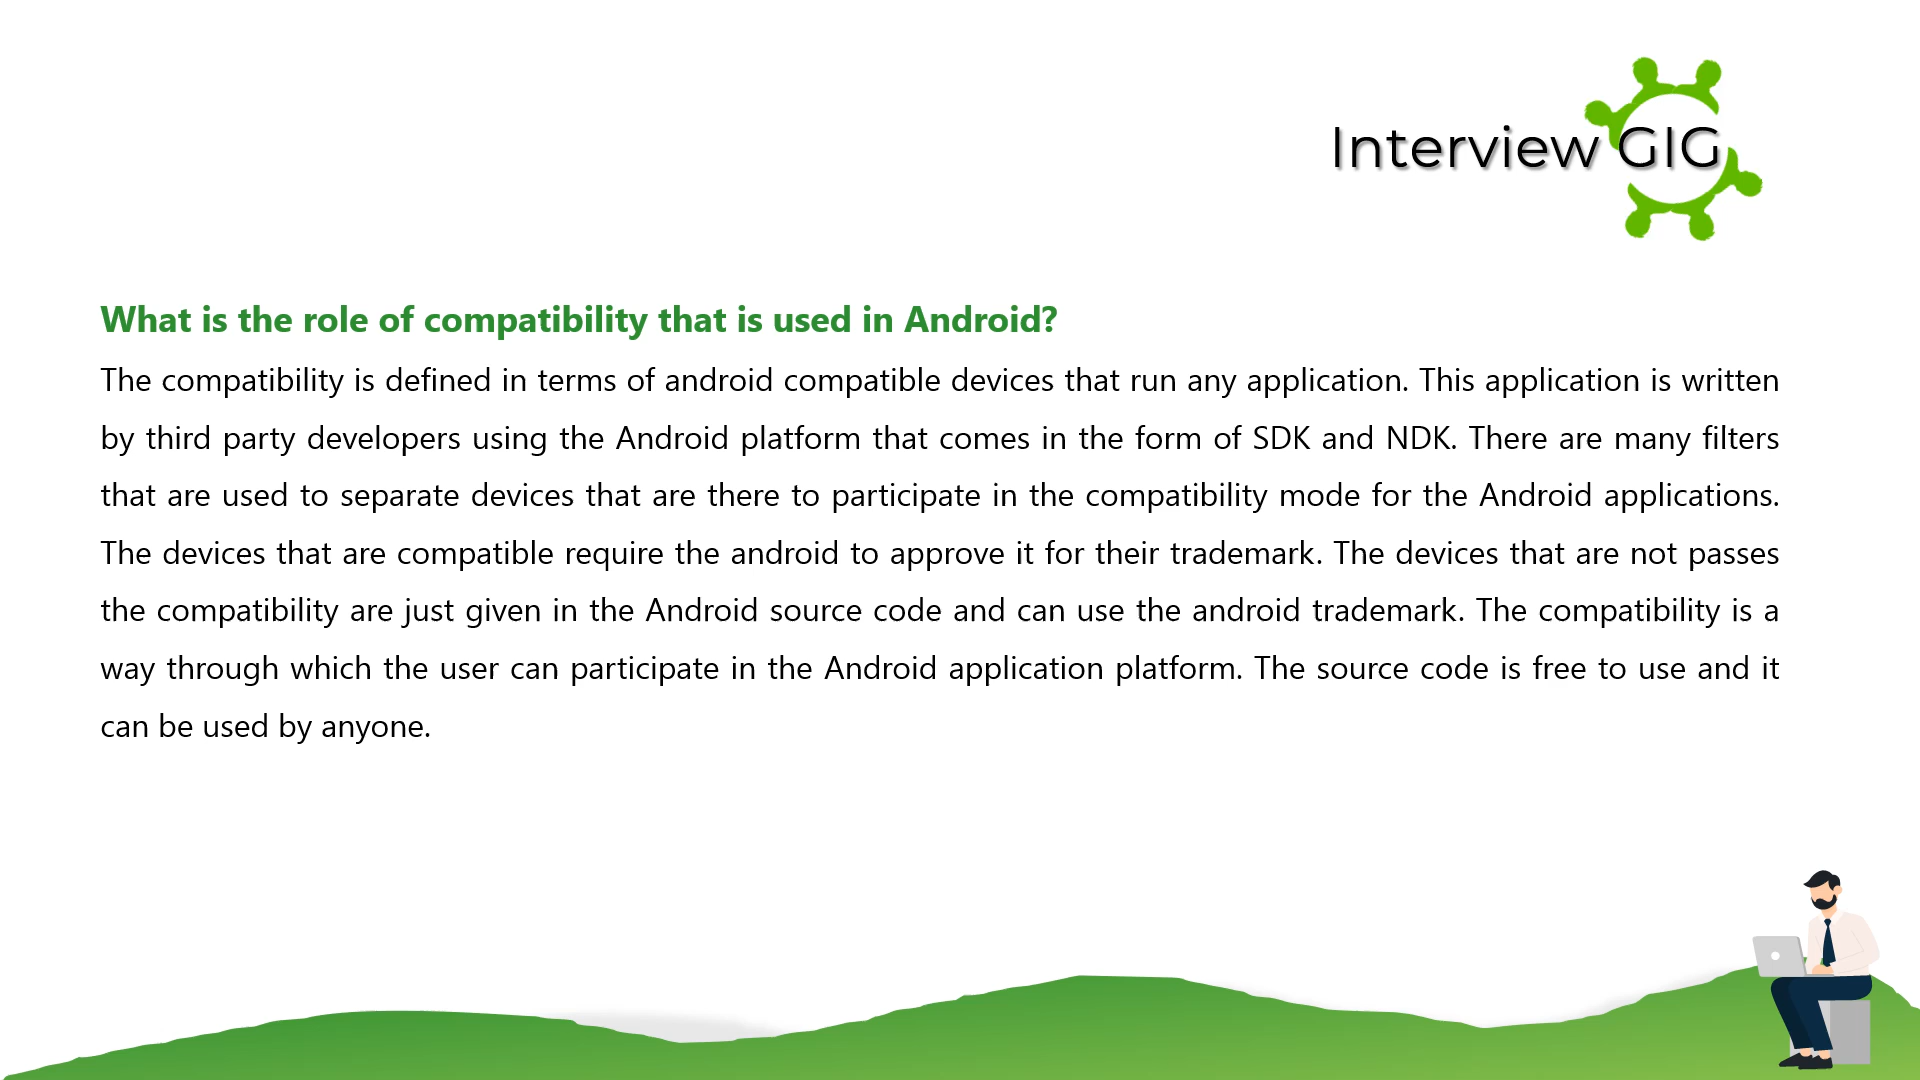 Interview GIG
What is the role of compatibility that is used in Android?
The compatibility is defined in terms of android compatible devices that run any application. This application is written
by third party developers using the Android platform that comes in the form of SDK and NDK. There are many filters
that are used to separate devices that are there to participate in the compatibility mode for the Android applications.
The devices that are compatible require the android to approve it for their trademark. The devices that are not passes
the compatibility are just given in the Android source code and can use the android trademark. The compatibility is a
way through which the user can participate in the Android application platform. The source code is free to use and it
can be used by anyone.